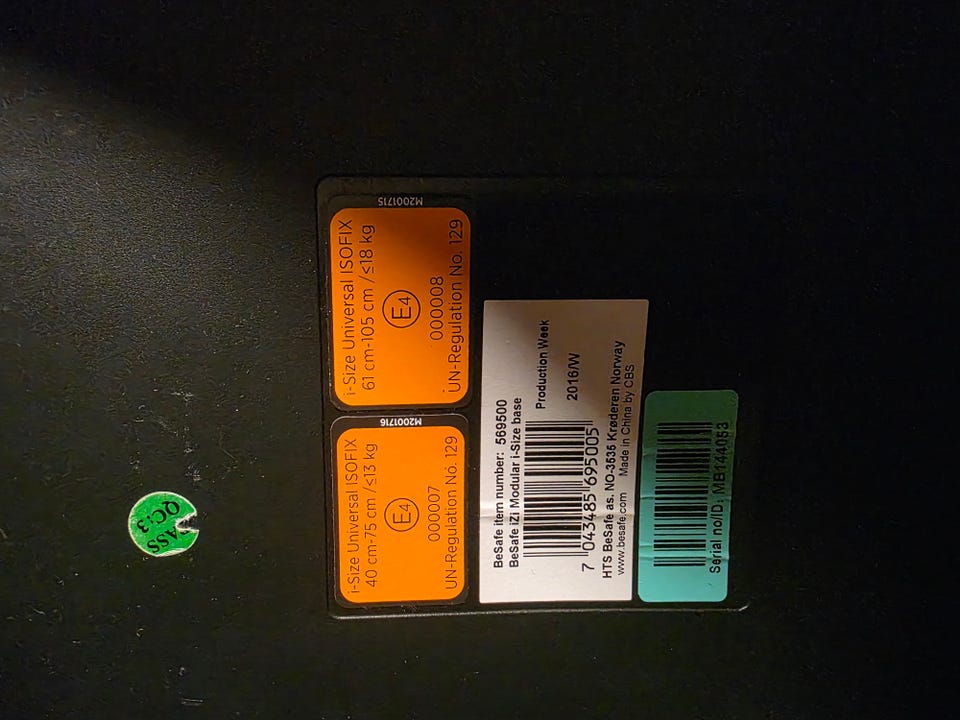 i-Size Universal ISOFIX
40 cm-75 cm /≤13 kg
E4
000007
UN-Regulation No. 129
M2001716
i-Size Universal ISOFIX
61 cm-105 cm /≤18 kg
E4
000008
UN-Regulation No. 129
M2001715
BeSafe item number: 569500
BeSafe iZi Modular i-Size base
Production Week
2016/W
7 043485 695005
HTS BeSafe as. NO-3535 Krøderen Norway
www.besafe.com Made in China by CBS
Serial no/ID: MB144053
QC:3